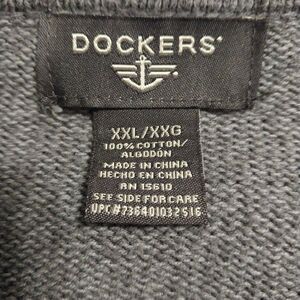 DOCKERS®
XXL/XXG
100% COTTON/
ALGODÓN
MADE IN CHINA
HECHO EN CHINA
RN 15610
SEE SIDE FOR CARE
UPC #736401032516